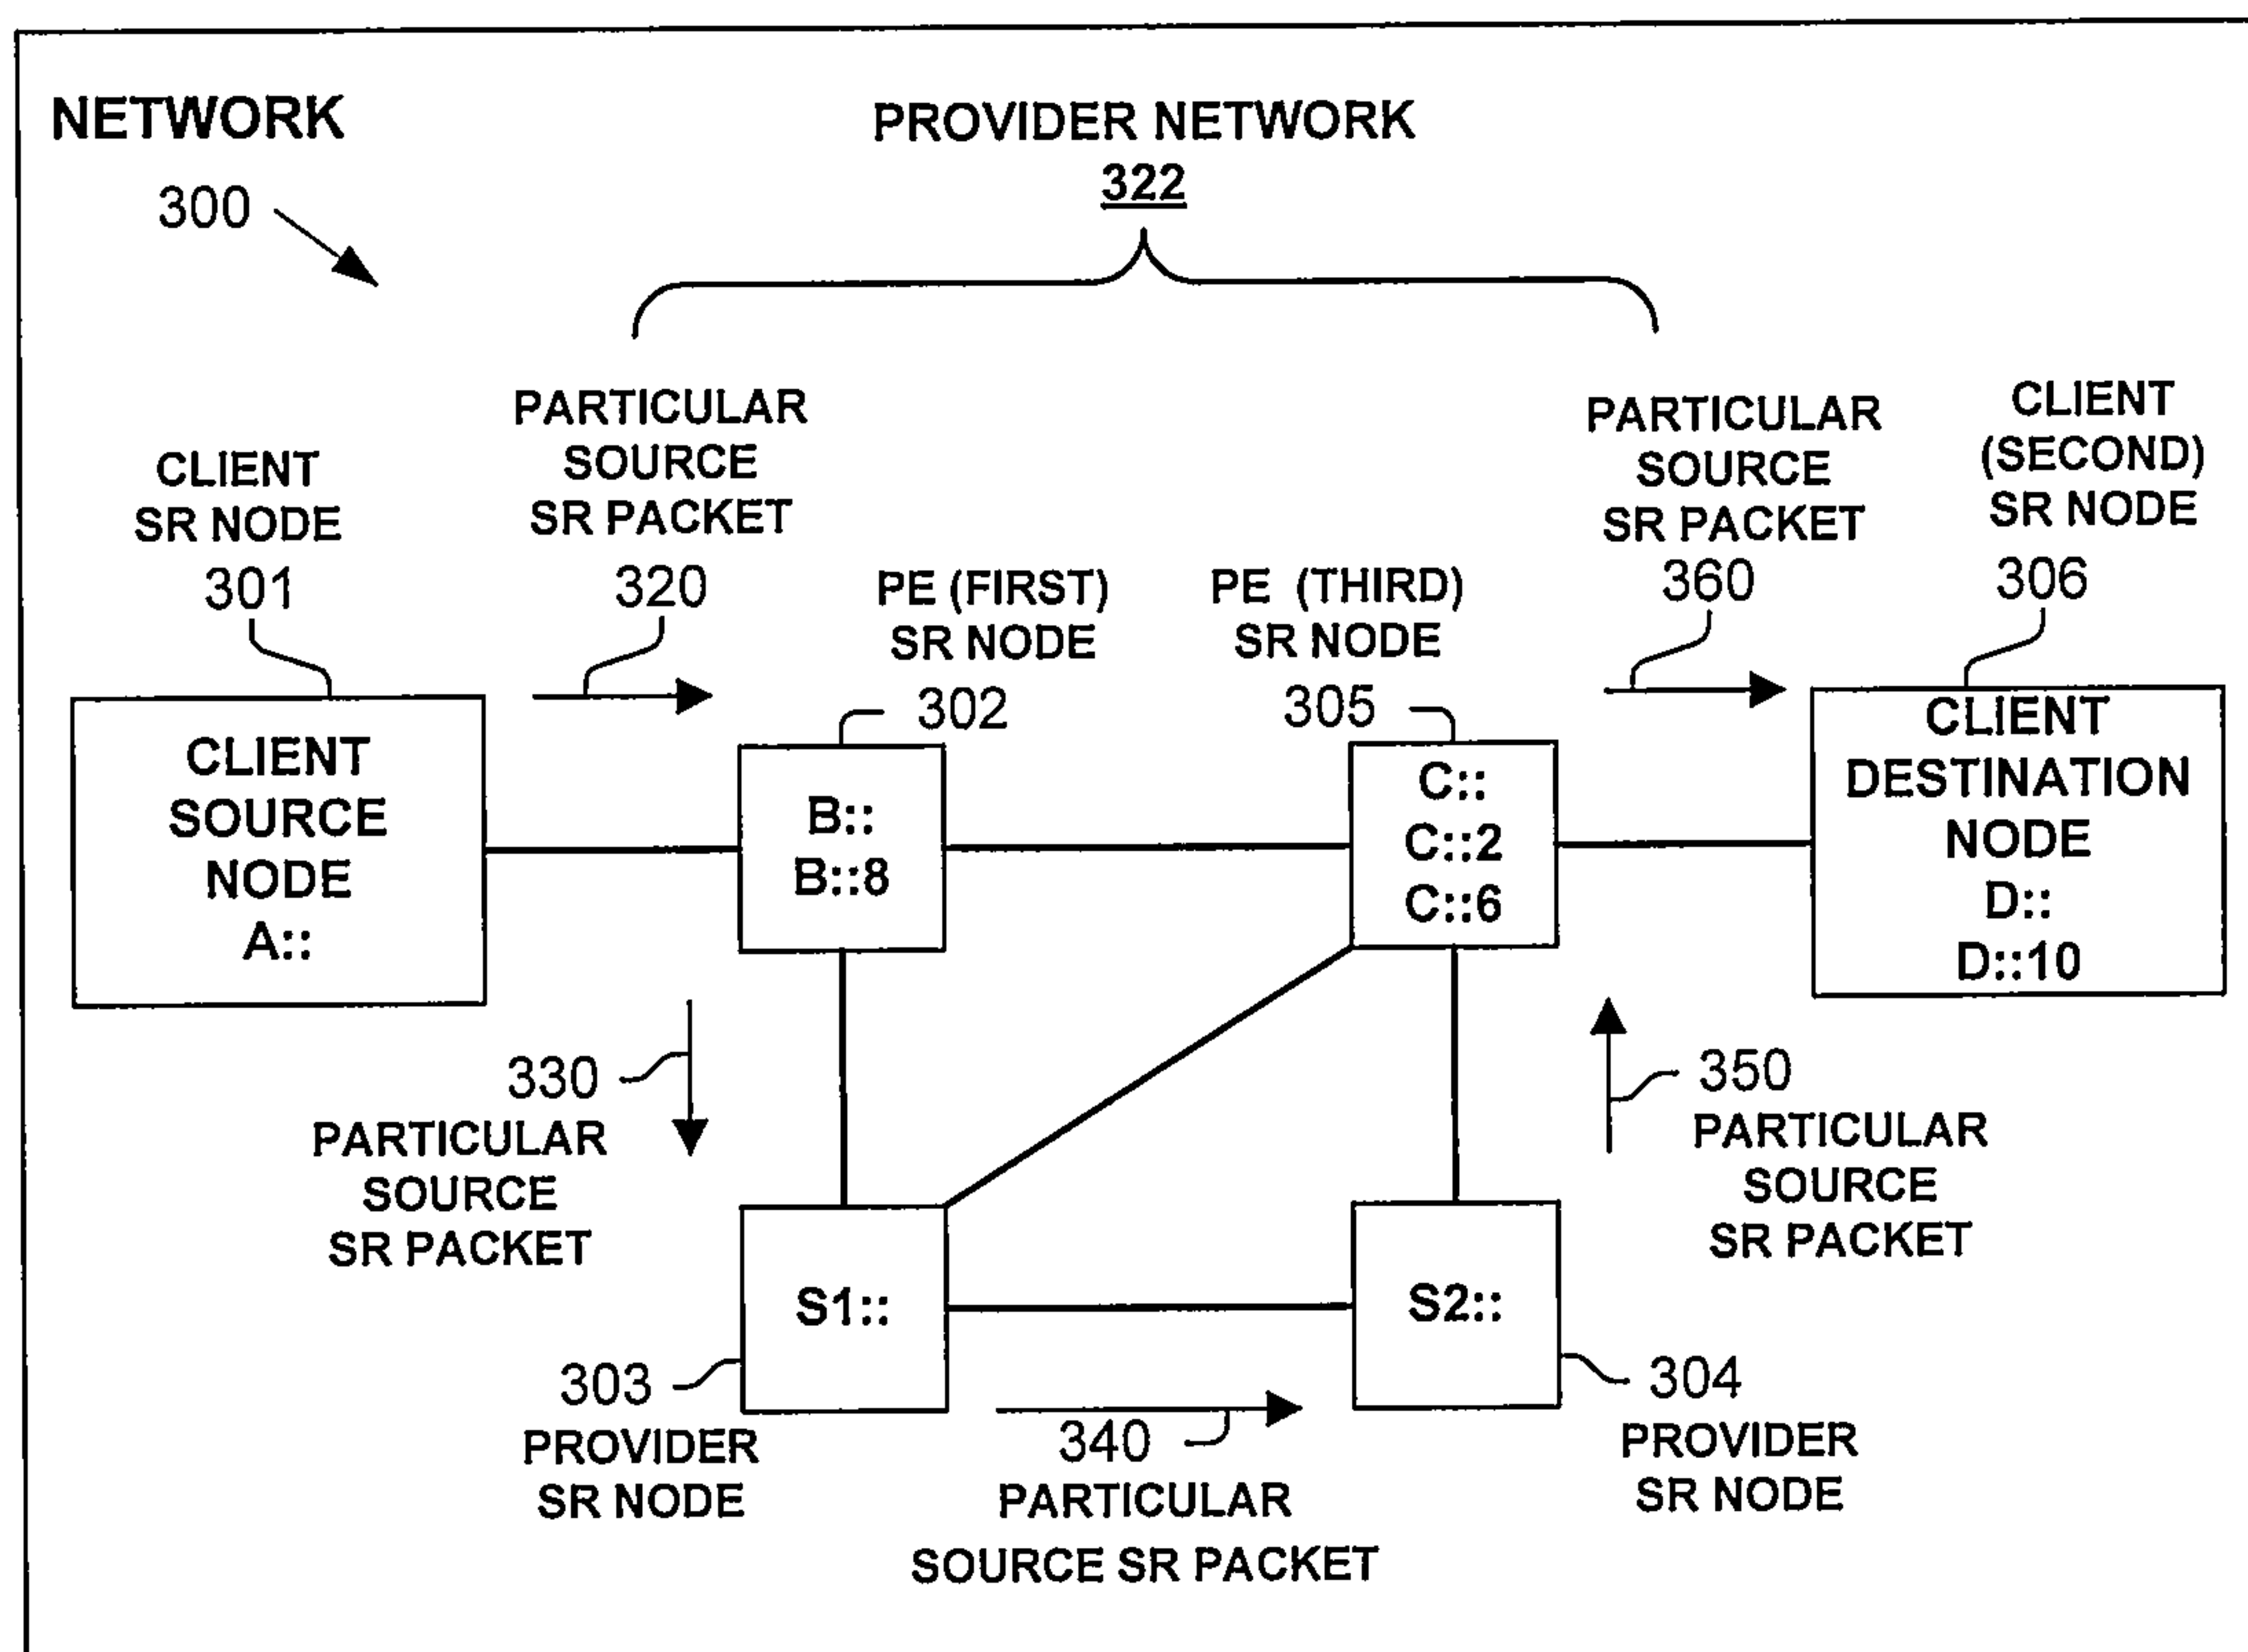 NETWORK
300
PROVIDER NETWORK
322
CLIENT
SR NODE
301
PARTICULAR
SOURCE
SR PACKET
320
PE (FIRST)
SR NODE
302
PE (THIRD)
SR NODE
305
PARTICULAR
SOURCE
SR PACKET
360
CLIENT
(SECOND)
SR NODE
306
CLIENT
SOURCE
NODE
A::
B::
B::8
C::
C::2
C::6
CLIENT
DESTINATION
NODE
D::
D::10
330
PARTICULAR
SOURCE
SR PACKET
350
PARTICULAR
SOURCE
SR PACKET
S1::
S2::
303
PROVIDER
SR NODE
340
PARTICULAR
SOURCE SR PACKET
304
PROVIDER
SR NODE